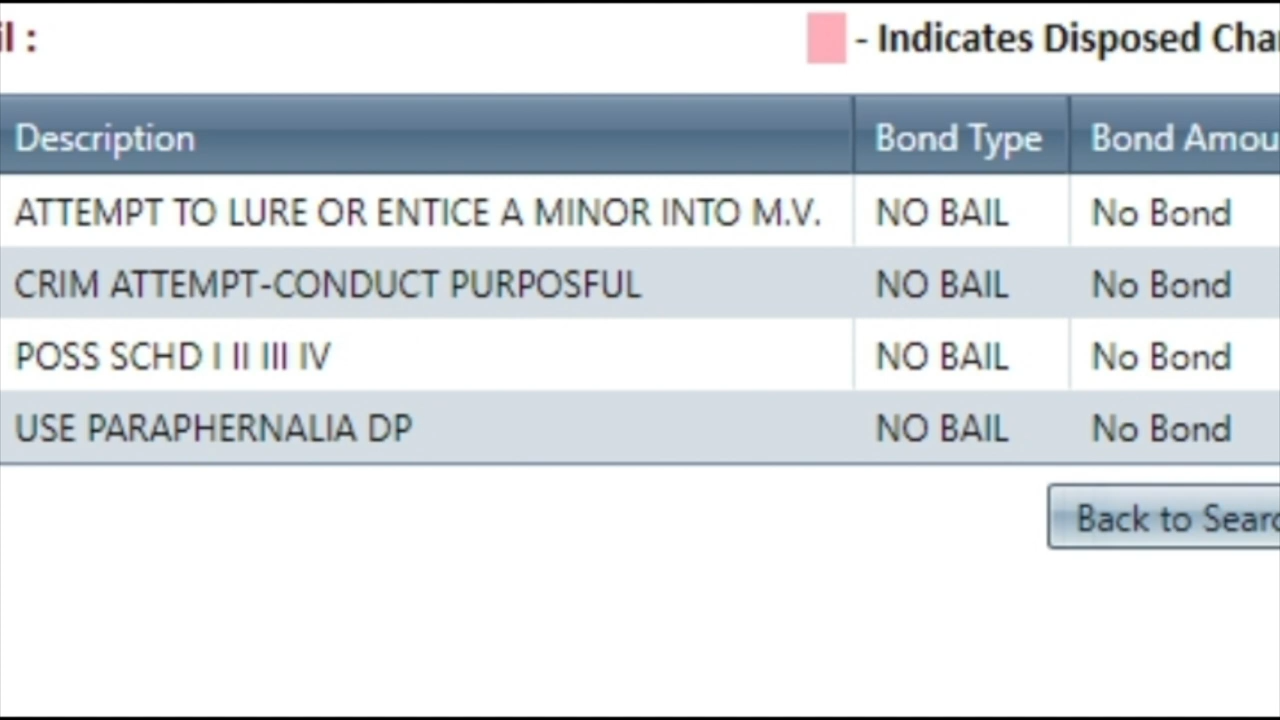 il :
- Indicates Disposed Cha
Description Bond Type Bond Amou
ATTEMPT TO LURE OR ENTICE A MINOR INTO M.V. NO BAIL No Bond
CRIM ATTEMPT-CONDUCT PURPOSFUL NO BAIL No Bond
POSS SCHD I II III IV NO BAIL No Bond
USE PARAPHERNALIA DP NO BAIL No Bond
Back to Searc